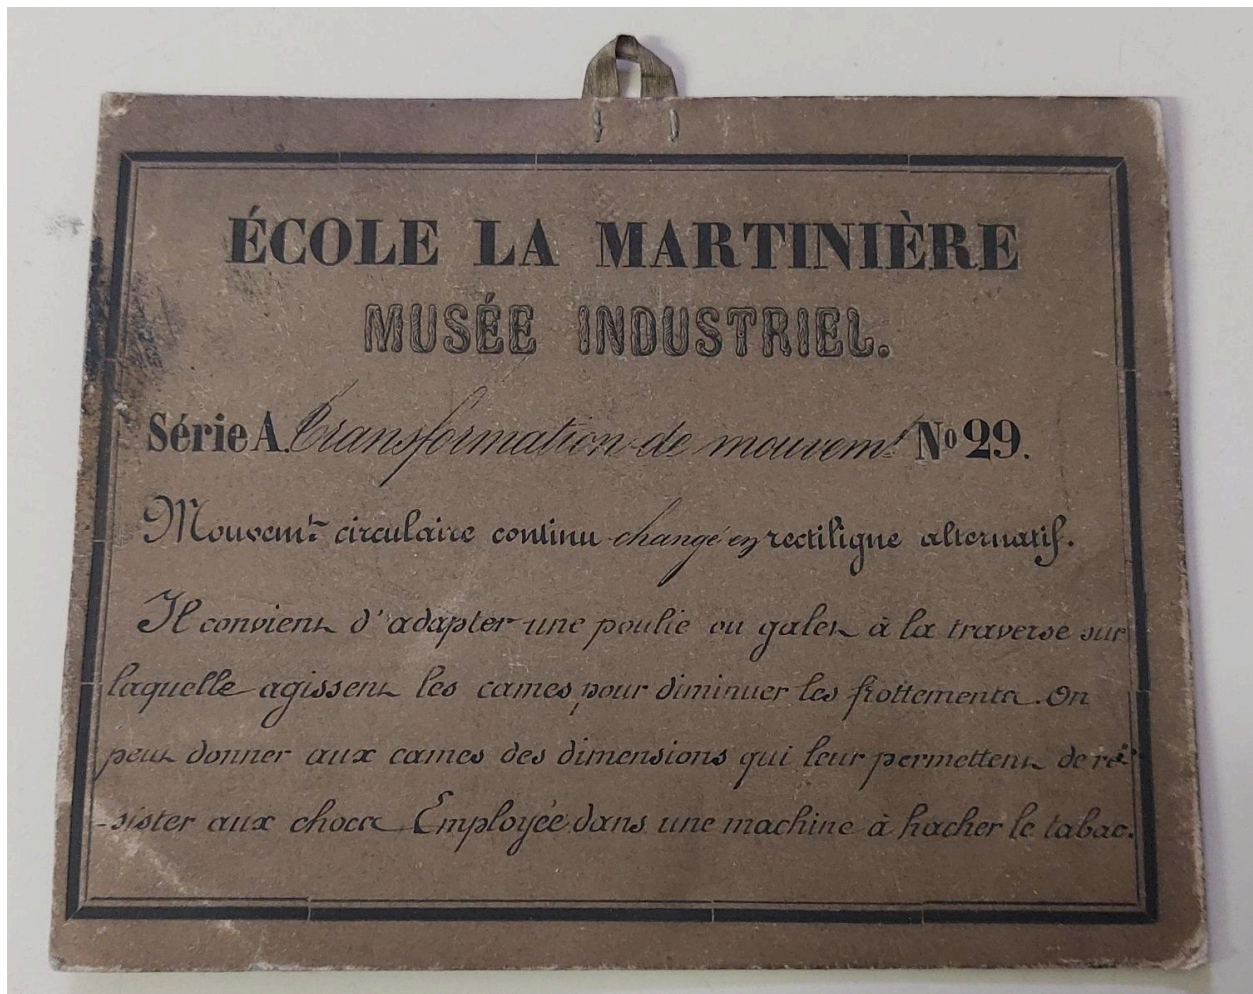 ÉCOLE LA MARTINIÈRE
MUSÉE INDUSTRIEL.
Série A. transformation de mouvemt No 29.
Mouvemt circulaire continu changé en rectiligne alternatif.
Il convient d'adapter une poulie ou galet à la traverse sur
laquelle agissent les cames pour diminuer les frottements. On
peut donner aux cames des dimensions qui leur permettent de ré
-sister aux chocs. Employée dans une machine à hacher le tabac.